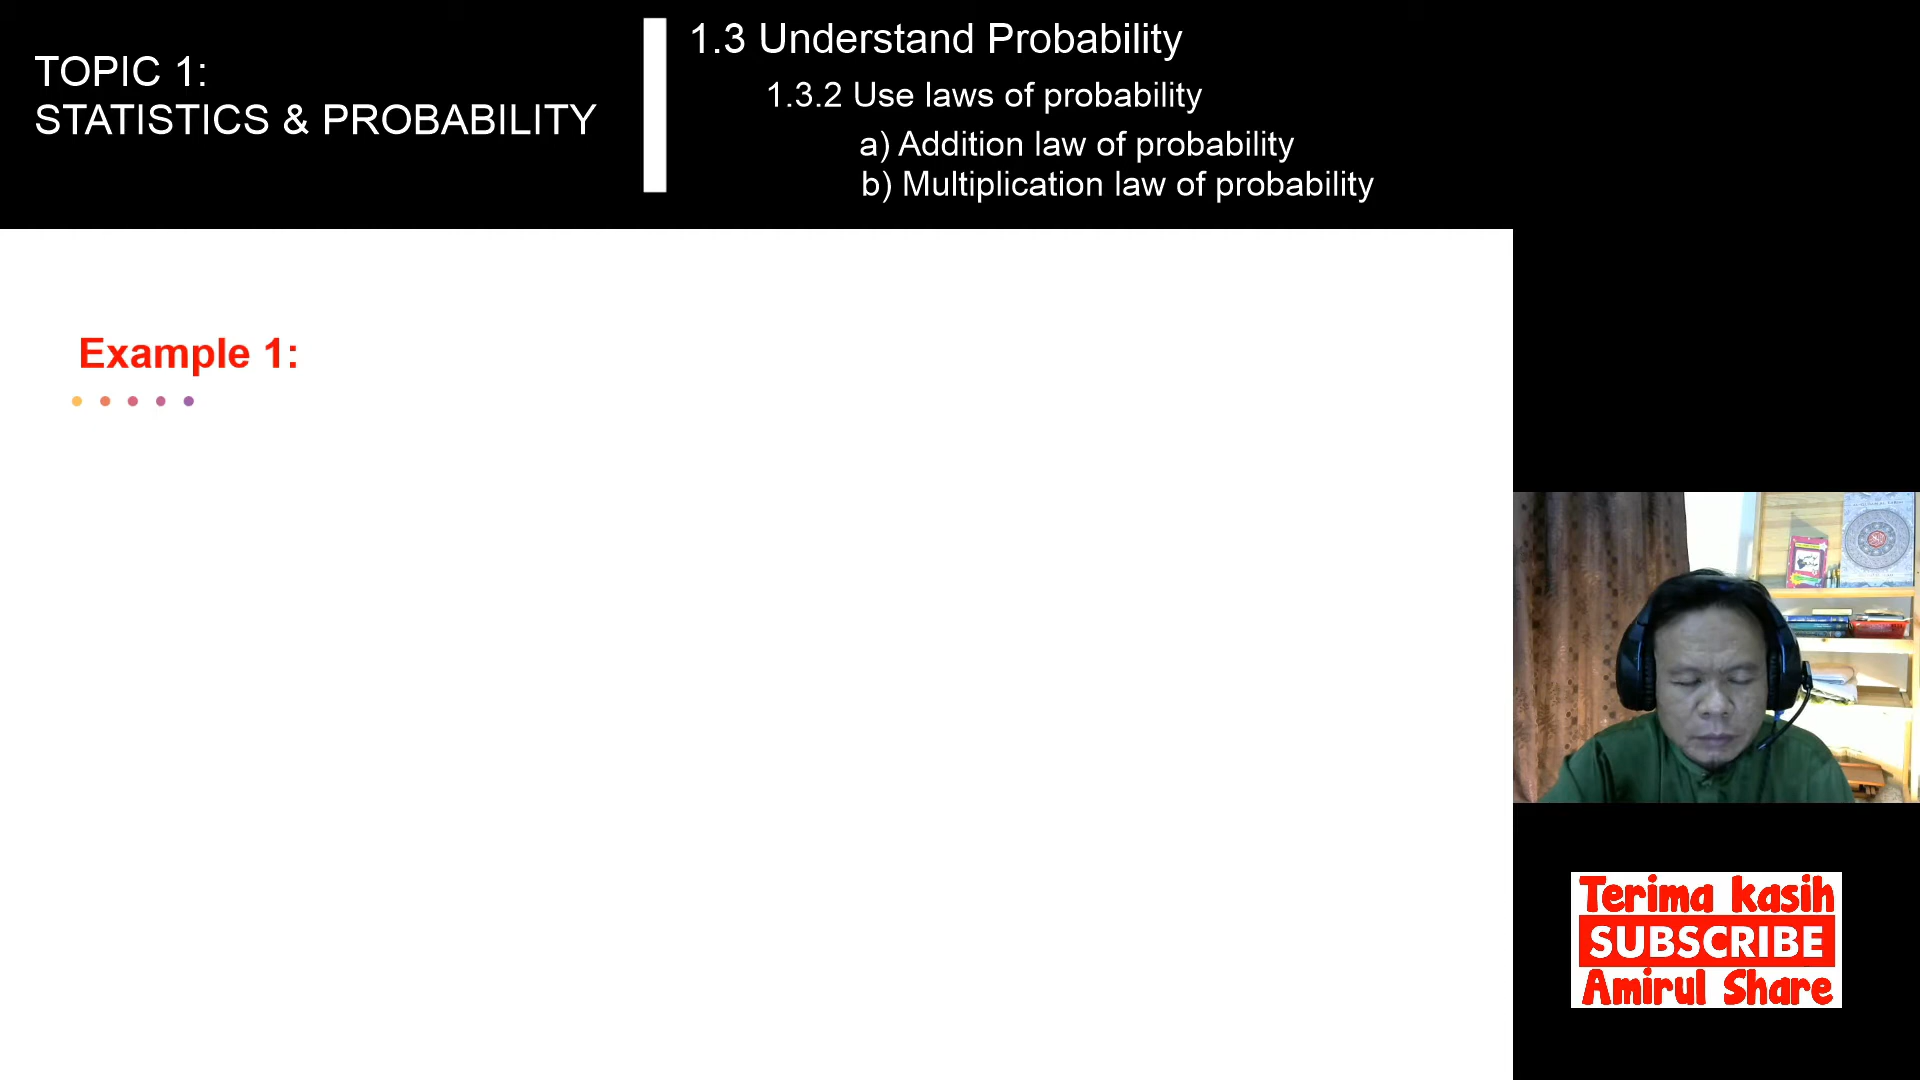 TOPIC 1:
STATISTICS & PROBABILITY
1.3 Understand Probability
1.3.2 Use laws of probability
a) Addition law of probability
b) Multiplication law of probability
Example 1:
Terima kasih
SUBSCRIBE
Amirul Share